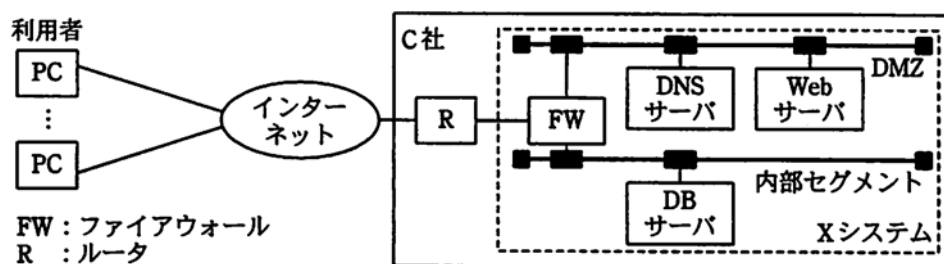 利用者
PC
⋮
PC
インター
ネット
C社
R
FW
DNS
サーバ
Web
サーバ
DMZ
DB
サーバ
内部セグメント
Xシステム
FW：ファイアウォール
R　：ルータ